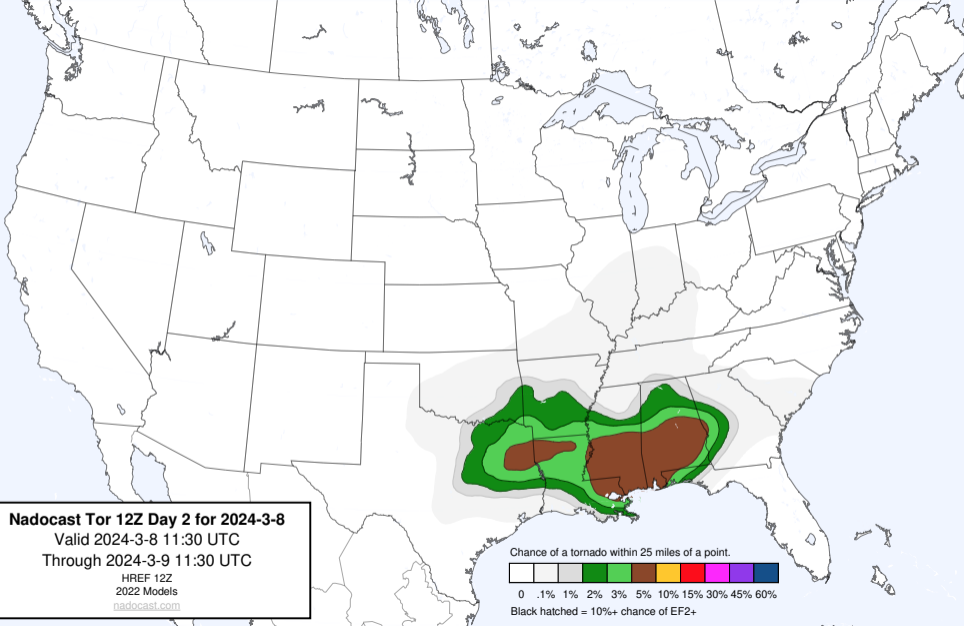 Nadocast Tor 12Z Day 2 for 2024-3-8
Valid 2024-3-8 11:30 UTC
Through 2024-3-9 11:30 UTC
HREF 12Z
2022 Models
nadocast.com
Chance of a tornado within 25 miles of a point.
0 .1% 1% 2% 3% 5% 10% 15% 30% 45% 60%
Black hatched = 10%+ chance of EF2+